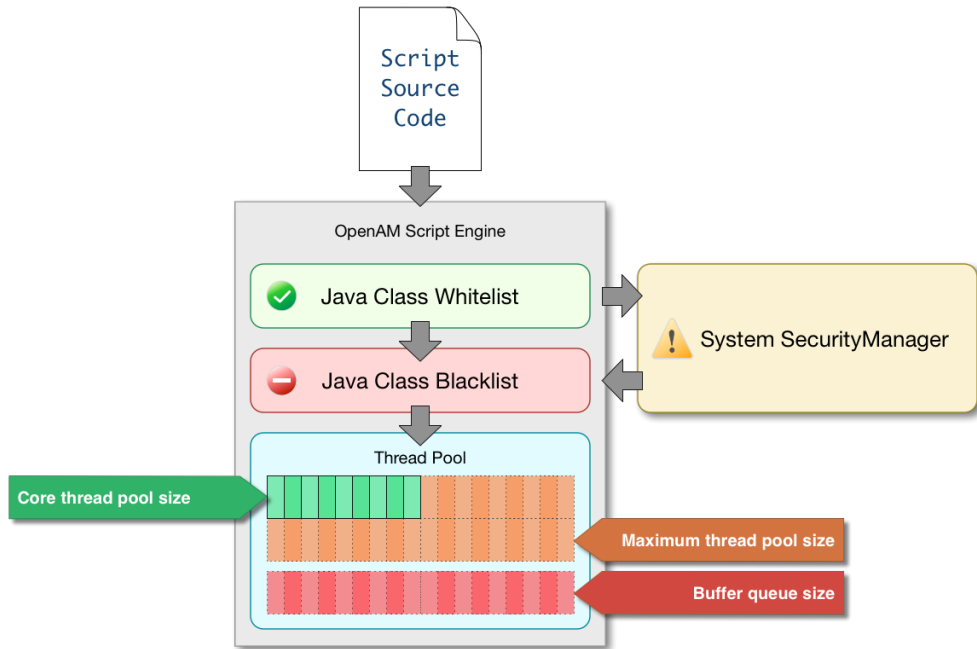 Script
Source
Code
OpenAM Script Engine
Java Class Whitelist
System SecurityManager
Java Class Blacklist
Thread Pool
Core thread pool size
Maximum thread pool size
Buffer queue size